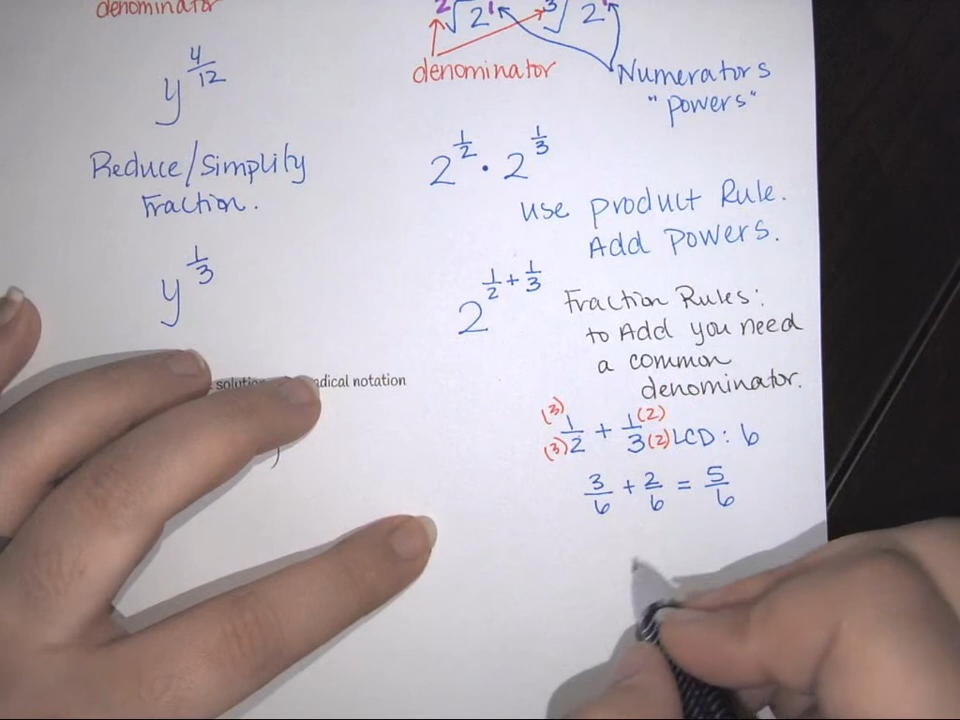 denominator
y^{4/12}
Reduce/Simplify
Fraction.
y^{1/3}
solution radical notation
²√2¹ ³√2¹
denominator
Numerators
"powers"
2^{1/2} · 2^{1/3}
use product Rule.
Add Powers.
2^{1/2 + 1/3}
Fraction Rules:
to Add you need
a common
denominator.
(3) (2)
1/2 + 1/3
(3) (2) LCD: 6
3/6 + 2/6 = 5/6